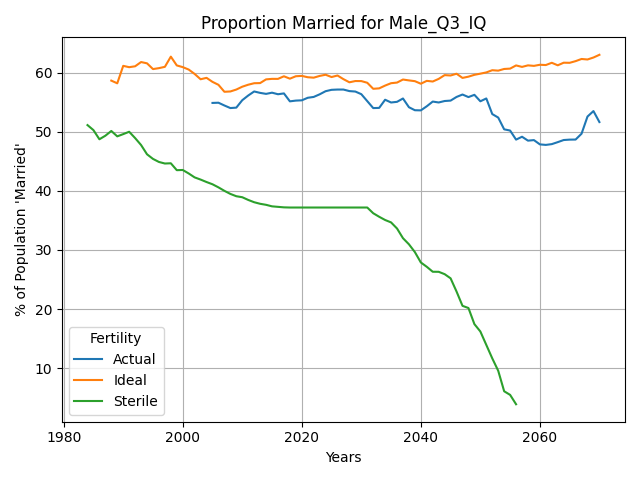 Proportion Married for Male_Q3_IQ
% of Population 'Married'
60
50
40
30
20
10
Fertility
Actual
Ideal
Sterile
1980 2000 2020 2040 2060
Years